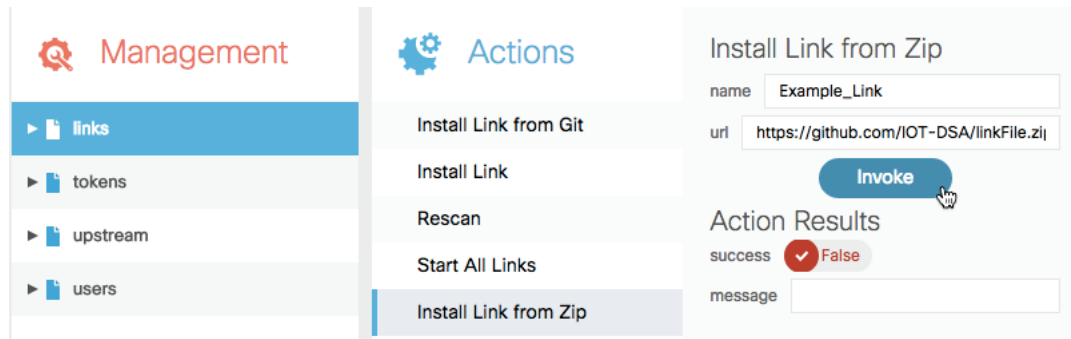 Management
links
tokens
upstream
users
Actions
Install Link from Git
Install Link
Rescan
Start All Links
Install Link from Zip
Install Link from Zip
name Example_Link
url https://github.com/IOT-DSA/linkFile.zip
Invoke
Action Results
success False
message